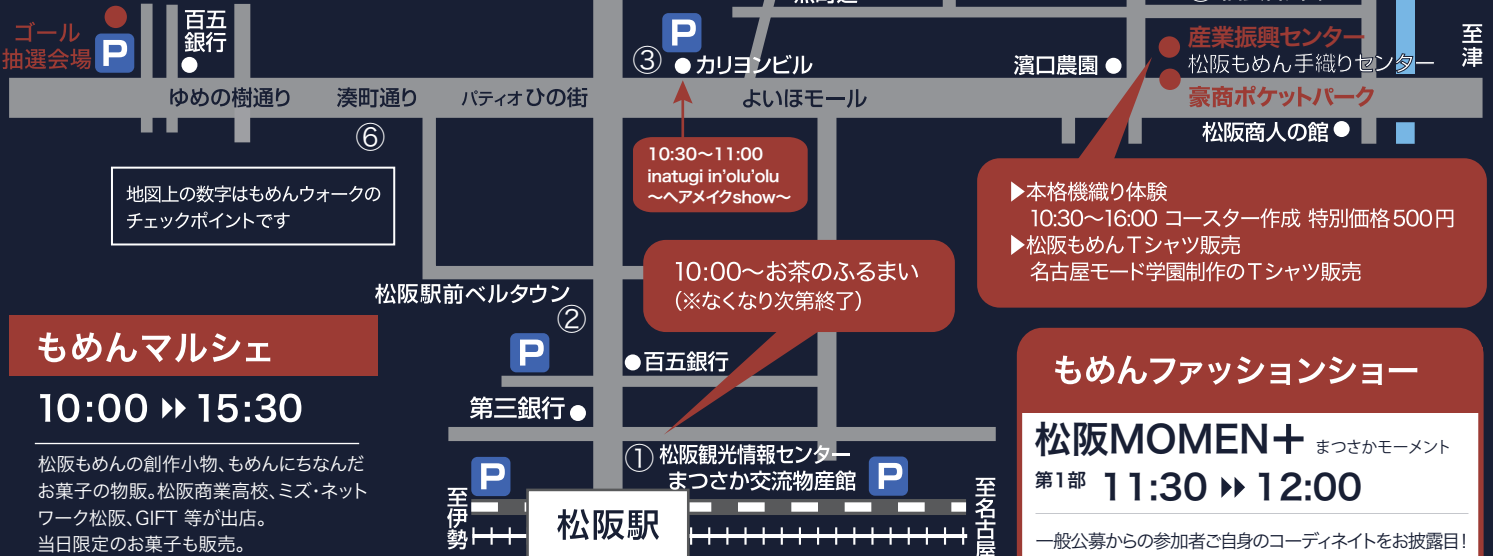 ゴール
抽選会場
P
百五
銀行
P
③
カリヨンビル
濱口農園
産業振興センター
松阪もめん手織りセンター
豪商ポケットパーク
至津
ゆめの樹通り
湊町通り
パティオひの街
よいほモール
⑥
松阪商人の館
10:30〜11:00
inatugi in'olu'olu
〜ヘアメイクshow〜
地図上の数字はもめんウォークの
チェックポイントです
▶本格機織り体験
10:30〜16:00 コースター作成 特別価格500円
▶松阪もめんTシャツ販売
名古屋モード学園制作のTシャツ販売
10:00〜お茶のふるまい
(※なくなり次第終了)
松阪駅前ベルタウン
②
P
百五銀行
第三銀行
①
松阪観光情報センター
まつさか交流物産館
P
P
至伊勢
松阪駅
至名古屋
もめんマルシェ
10:00 ▶▶ 15:30
松阪もめんの創作小物、もめんにちなんだ
お菓子の物販。松阪商業高校、ミズ・ネット
ワーク松阪、GIFT 等が出店。
当日限定のお菓子も販売。
もめんファッションショー
松阪MOMEN＋ まつさかモーメント
第1部 11:30 ▶▶ 12:00
一般公募からの参加者ご自身のコーディネイトをお披露目!